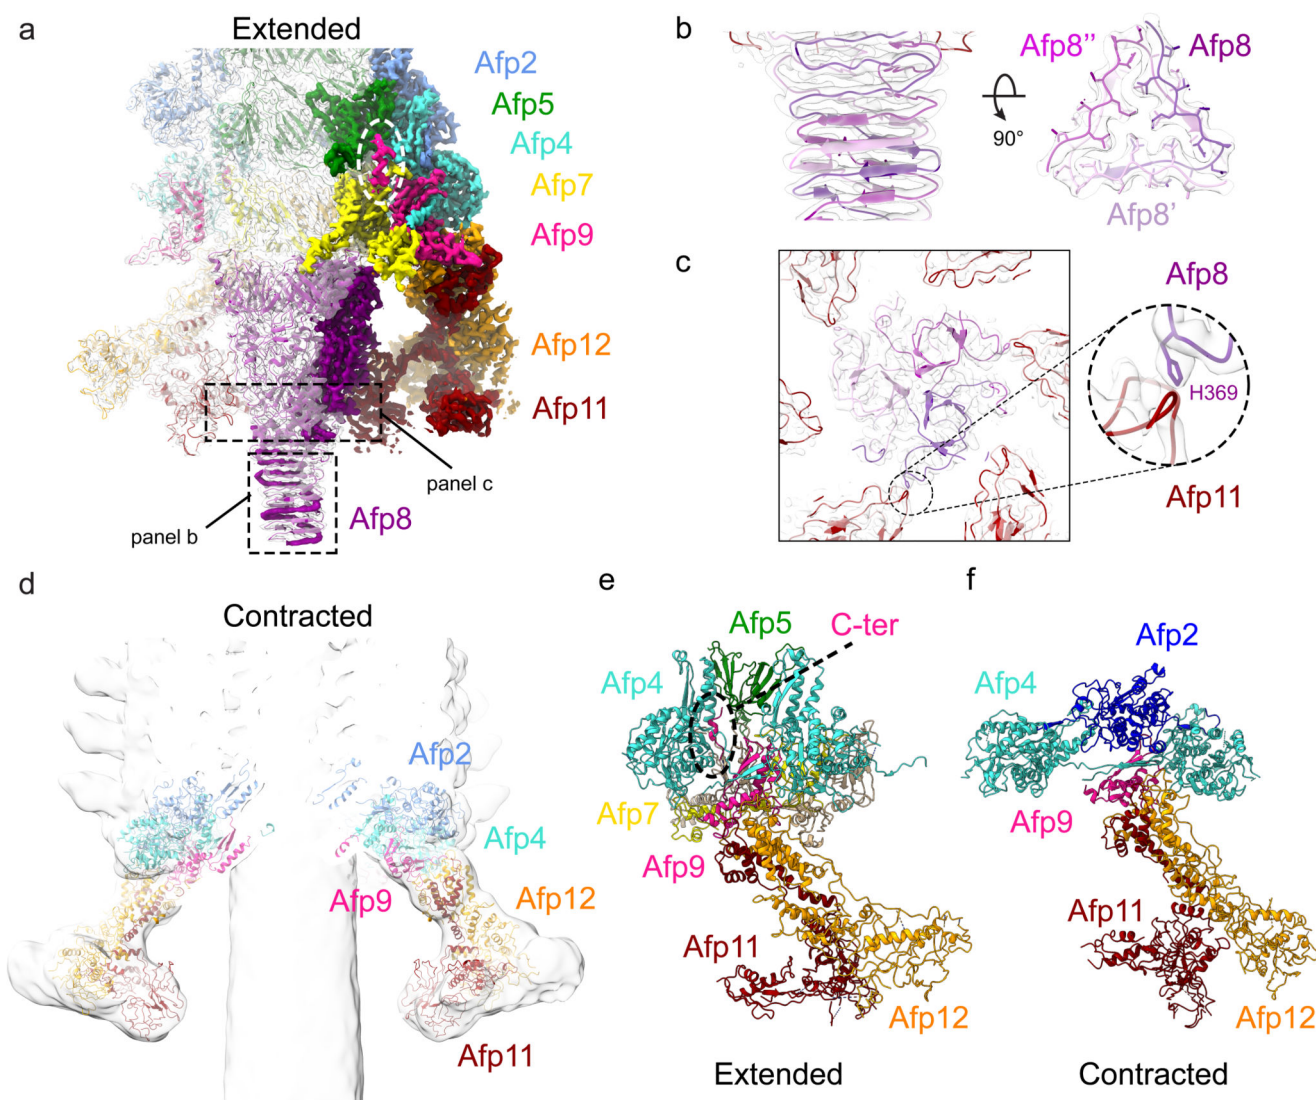 a
Extended
Afp2
Afp5
Afp4
Afp7
Afp9
Afp12
Afp11
panel c
Afp8
panel b
b
Afp8’’
Afp8
90°
Afp8’
c
Afp8
H369
Afp11
d
Contracted
Afp2
Afp4
Afp9
Afp12
Afp11
e
Afp5
C-ter
Afp4
Afp7
Afp9
Afp11
Afp12
Extended
f
Afp2
Afp4
Afp9
Afp11
Afp12
Contracted